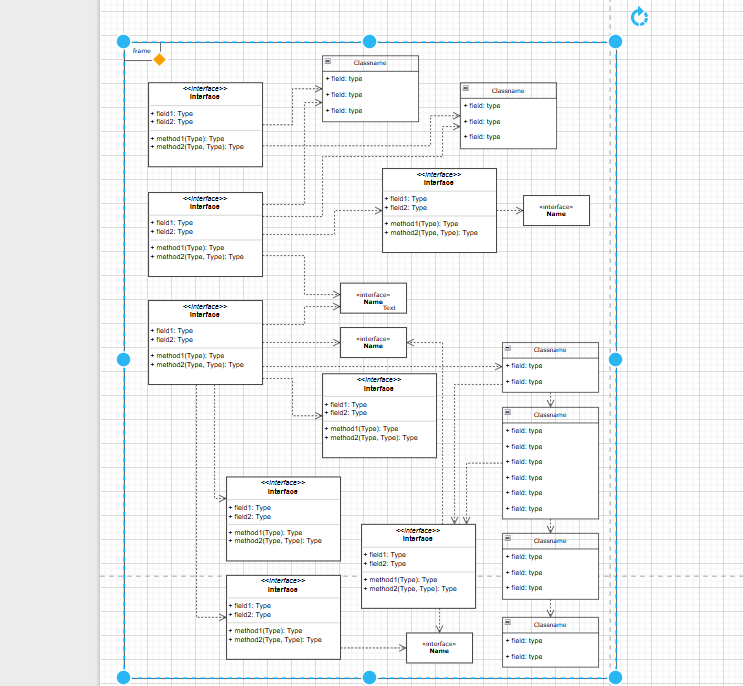 frame
Classname
+ field: type
+ field: type
+ field: type
<<interface>>
Interface
+ field1: Type
+ field2: Type
+ method1(Type): Type
+ method2(Type, Type): Type
Classname
+ field: type
+ field: type
+ field: type
<<interface>>
Interface
+ field1: Type
+ field2: Type
+ method1(Type): Type
+ method2(Type, Type): Type
<<interface>>
Interface
+ field1: Type
+ field2: Type
+ method1(Type): Type
+ method2(Type, Type): Type
«interface»
Name
«interface»
Name
Text
<<interface>>
Interface
+ field1: Type
+ field2: Type
+ method1(Type): Type
+ method2(Type, Type): Type
«interface»
Name
Classname
+ field: type
+ field: type
<<interface>>
Interface
+ field1: Type
+ field2: Type
+ method1(Type): Type
+ method2(Type, Type): Type
Classname
+ field: type
+ field: type
+ field: type
+ field: type
+ field: type
+ field: type
<<interface>>
Interface
+ field1: Type
+ field2: Type
+ method1(Type): Type
+ method2(Type, Type): Type
<<interface>>
Interface
+ field1: Type
+ field2: Type
+ method1(Type): Type
+ method2(Type, Type): Type
Classname
+ field: type
+ field: type
+ field: type
<<interface>>
Interface
+ field1: Type
+ field2: Type
+ method1(Type): Type
+ method2(Type, Type): Type
«interface»
Name
Classname
+ field: type
+ field: type